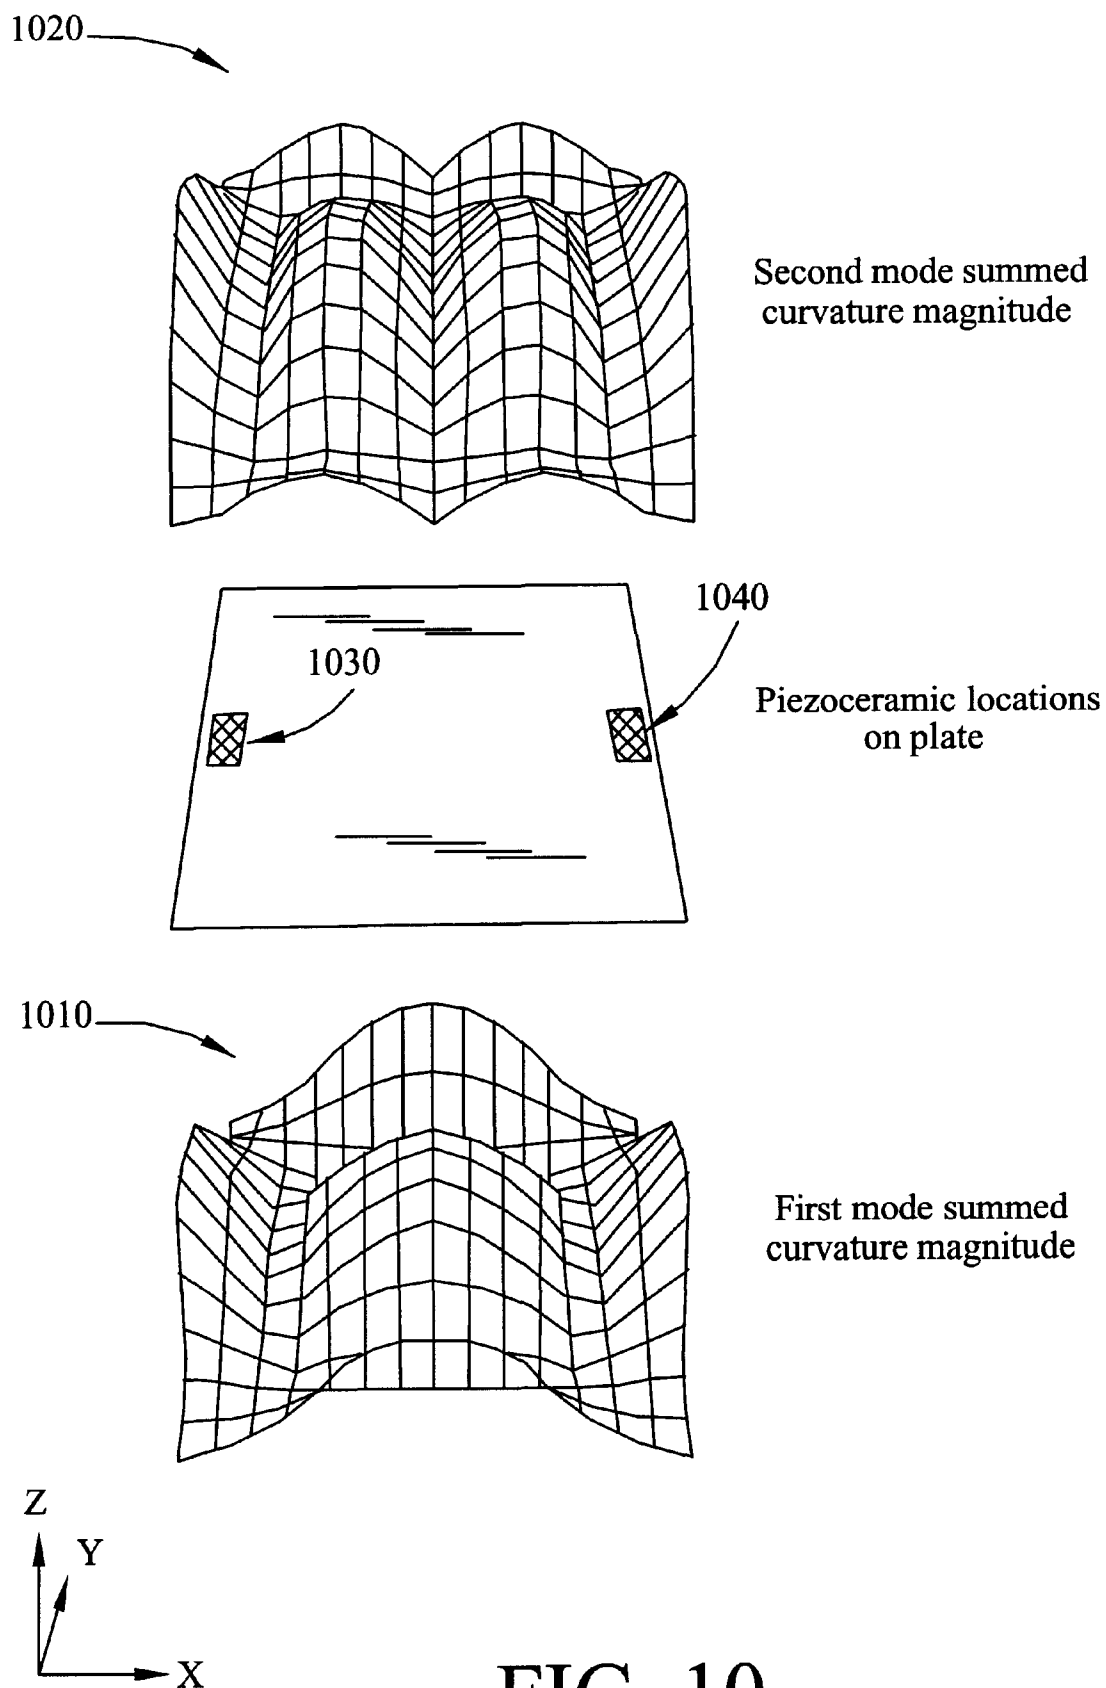 1020
Second mode summed
curvature magnitude
1040
1030
Piezoceramic locations
on plate
1010
First mode summed
curvature magnitude
Z
Y
X
FIG. 10